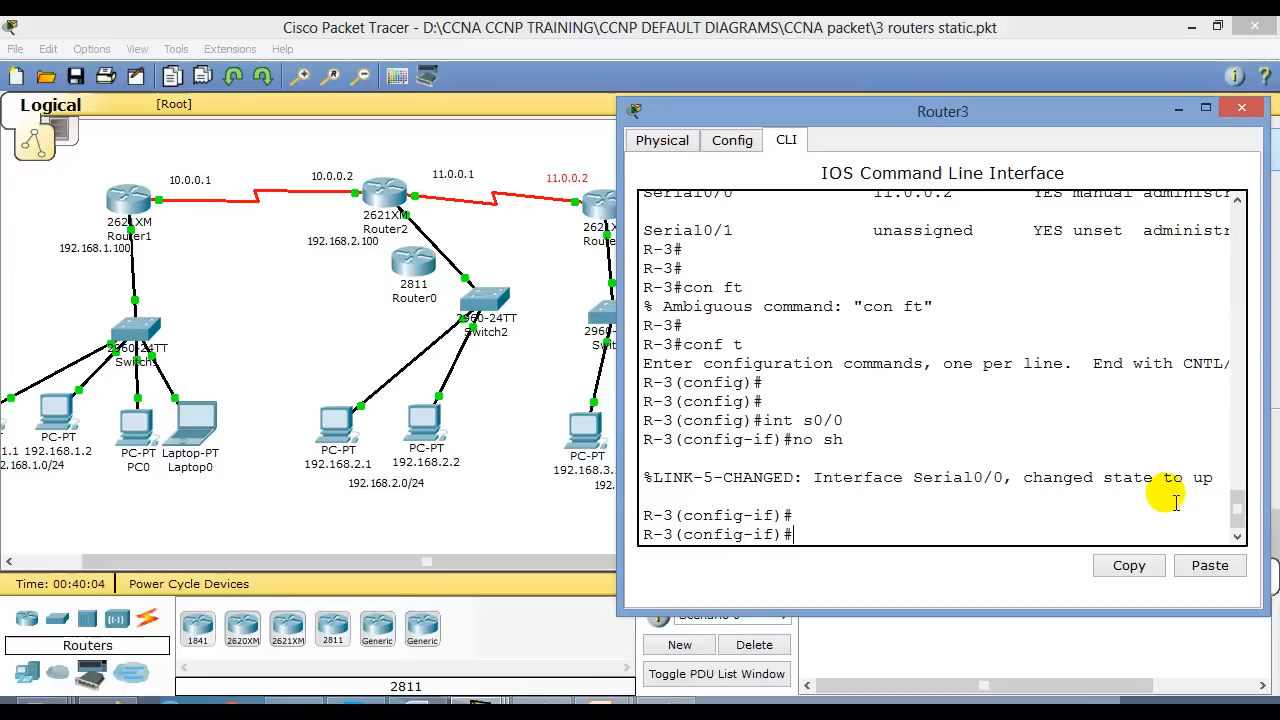 Cisco Packet Tracer - D:\CCNA CCNP TRAINING\CCNP DEFAULT DIAGRAMS\CCNA packet\3 routers static.pkt
File Edit Options View Tools Extensions Help
Logical
[Root]
10.0.0.1
10.0.0.2
11.0.0.1
11.0.0.2
2621XM
Router1
192.168.1.100
2621XM
Router2
192.168.2.100
2811
Router0
2960-24TT
Switch2
PC-PT
192.168.1.2
PC-PT
PC0
Laptop-PT
Laptop0
PC-PT
192.168.2.1
PC-PT
192.168.2.2
192.168.2.0/24
PC-PT
192.168.3.
Router3
Physical Config CLI
IOS Command Line Interface
Serial0/0 11.0.0.2 YES manual administr
Serial0/1 unassigned YES unset administr
R-3#
R-3#
R-3#con ft
% Ambiguous command: "con ft"
R-3#
R-3#conf t
Enter configuration commands, one per line. End with CNTL/
R-3(config)#
R-3(config)#
R-3(config)#int s0/0
R-3(config-if)#no sh
%LINK-5-CHANGED: Interface Serial0/0, changed state to up
R-3(config-if)#
R-3(config-if)#
Copy Paste
Time: 00:40:04 Power Cycle Devices
Routers
1841 2620XM 2621XM 2811 Generic Generic
2811
New Delete
Toggle PDU List Window